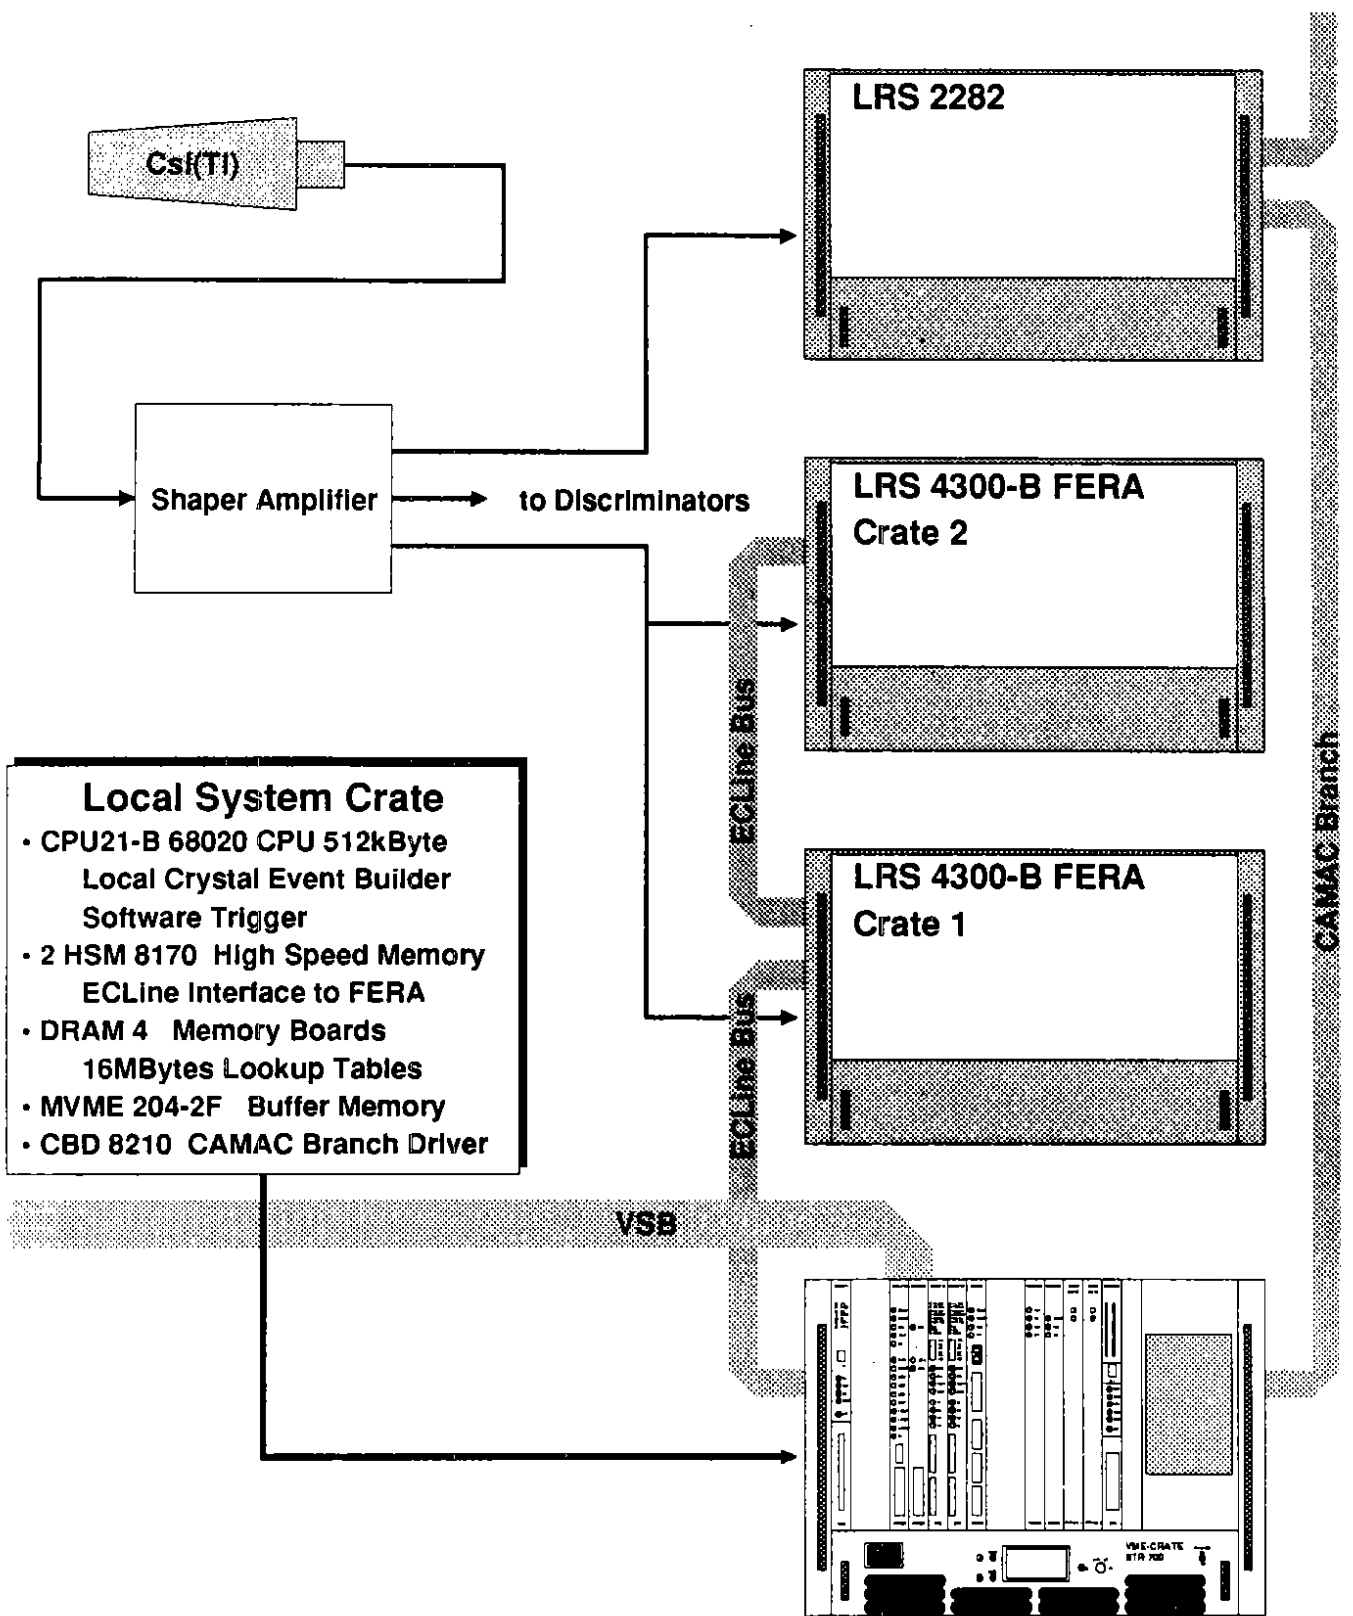 LRS 2282
CsI(Tl)
Shaper Amplifier
to Discriminators
LRS 4300-B FERA
Crate 2
ECLine Bus
CAMAC Branch
LRS 4300-B FERA
Crate 1
ECLine Bus
Local System Crate
· CPU21-B 68020 CPU 512kByte
Local Crystal Event Builder
Software Trigger
· 2 HSM 8170 High Speed Memory
ECLine Interface to FERA
· DRAM 4 Memory Boards
16MBytes Lookup Tables
· MVME 204-2F Buffer Memory
· CBD 8210 CAMAC Branch Driver
VSB
VME-CRATE